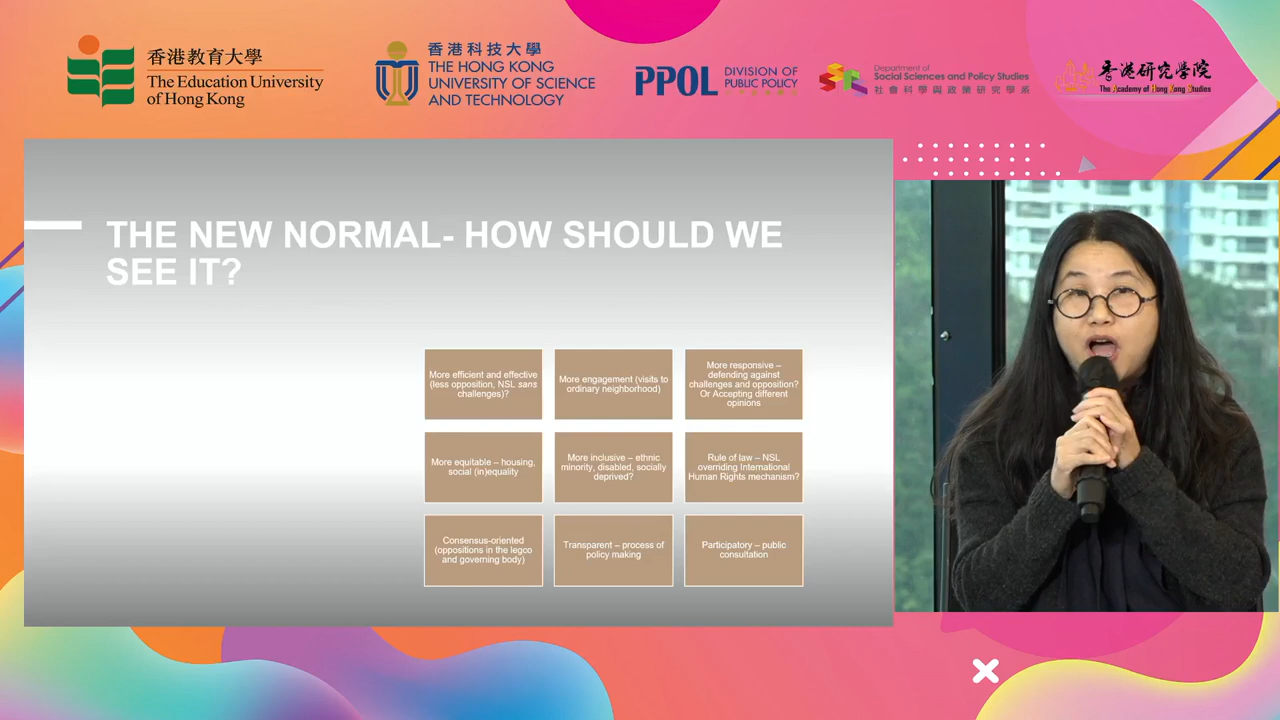 香港教育大學
The Education University
of Hong Kong
香港科技大學
THE HONG KONG
UNIVERSITY OF SCIENCE
AND TECHNOLOGY
PPOL
DIVISION OF
PUBLIC POLICY
Department of
Social Sciences and Policy Studies
社會科學與政策研究學系
香港研究學院
The Academy of Hong Kong Studies
THE NEW NORMAL- HOW SHOULD WE
SEE IT?
More efficient and effective
(less opposition, NSL sans
challenges)?
More engagement (visits to
ordinary neighborhood)
More responsive –
defending against
challenges and opposition?
Or Accepting different
opinions
More equitable – housing,
social (in)equality
More inclusive – ethnic
minority, disabled, socially
deprived?
Rule of law – NSL
overriding International
Human Rights mechanism?
Consensus-oriented
(oppositions in the legco
and governing body)
Transparent – process of
policy making
Participatory – public
consultation